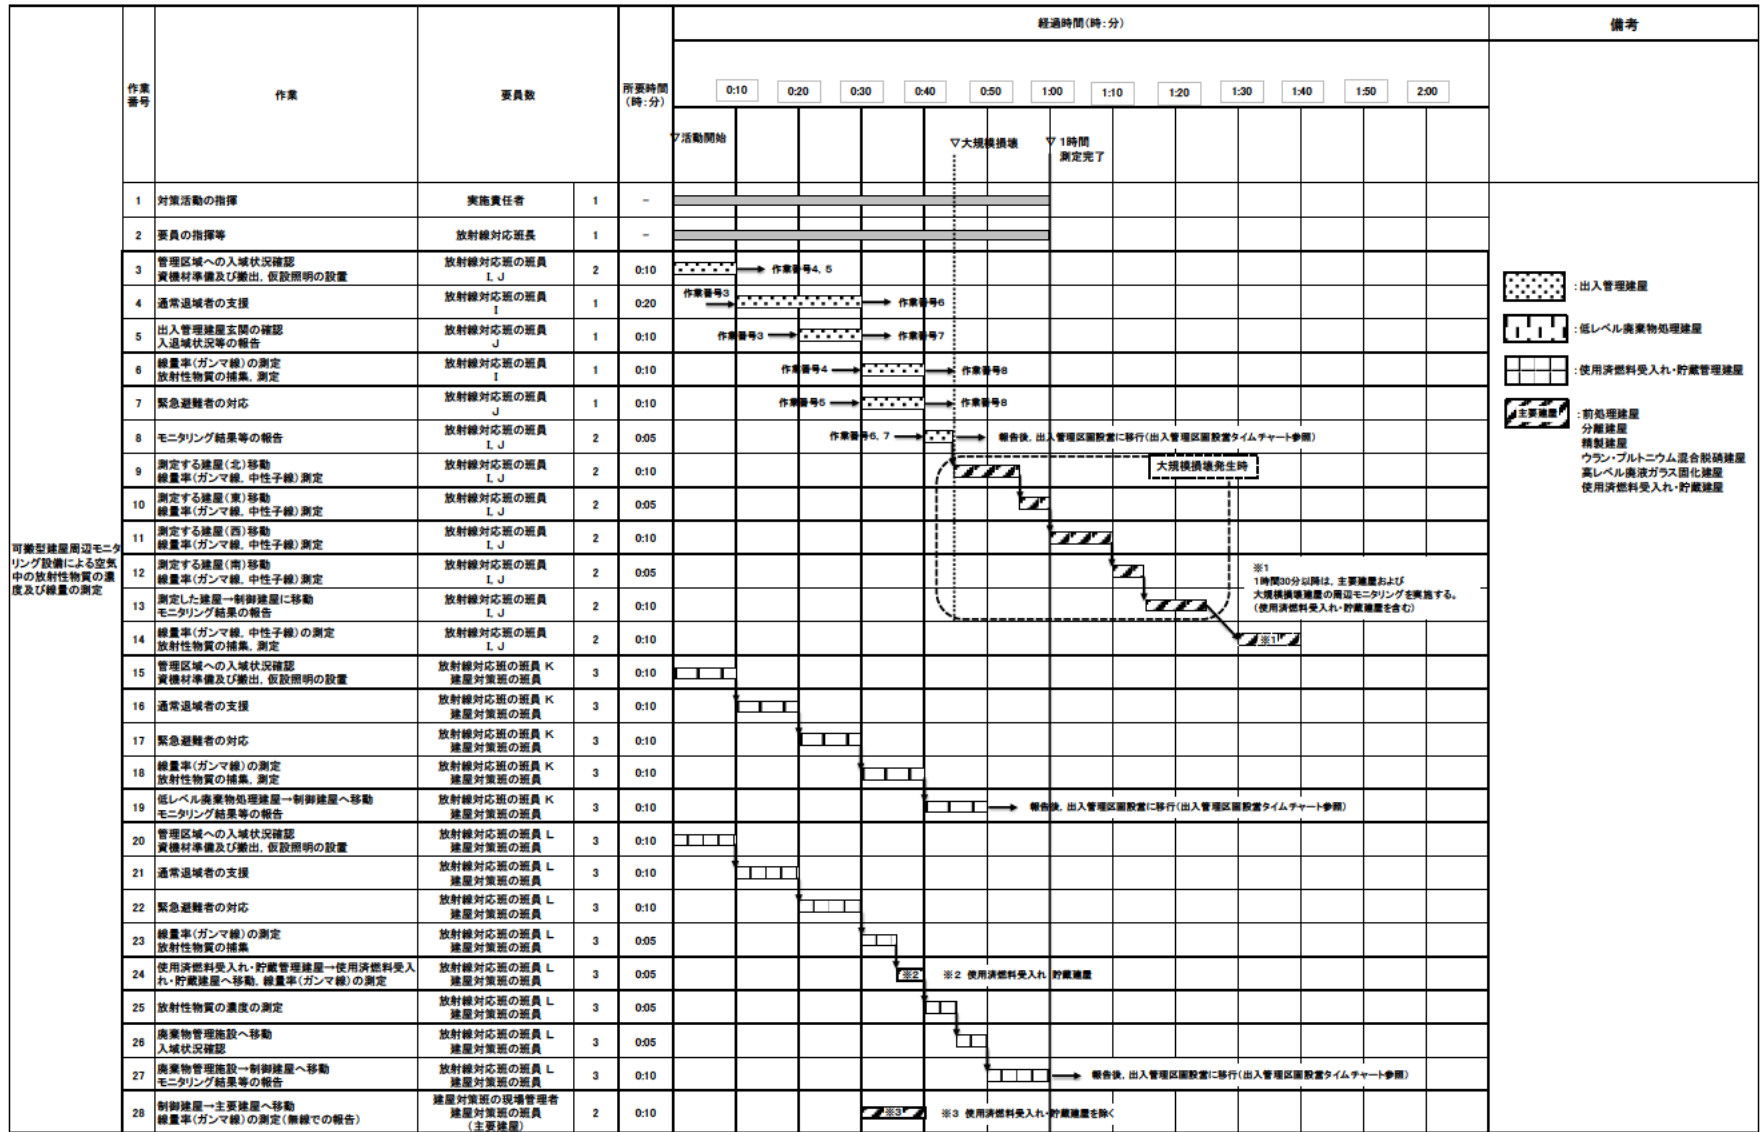 経過時間(時:分)
備考
作業
番号
作業
要員数
所要時間
(時:分)
0:10
0:20
0:30
0:40
0:50
1:00
1:10
1:20
1:30
1:40
1:50
2:00
▽活動開始
▽大規模損壊
▽ 1時間
測定完了
可搬型建屋周辺モニタ
リング設備による空気
中の放射性物質の濃
度及び線量の測定
1 対策活動の指揮 実施責任者 1 －
2 要員の指揮等 放射線対応班長 1 －
3 管理区域への入域状況確認
資機材準備及び搬出，仮設照明の設置
放射線対応班の班員
I, J
2 0:10
作業番号4，5
4 通常退域者の支援
放射線対応班の班員
I
1 0:20
作業番号3
作業番号6
5 出入管理建屋玄関の確認
入退域状況等の報告
放射線対応班の班員
J
1 0:10
作業番号3
作業番号7
6 線量率(ガンマ線)の測定
放射性物質の捕集，測定
放射線対応班の班員
I
1 0:10
作業番号4
作業番号8
7 緊急避難者の対応
放射線対応班の班員
J
1 0:10
作業番号5
作業番号8
8 モニタリング結果等の報告
放射線対応班の班員
I, J
2 0:05
作業番号6，7
報告後，出入管理区画設営に移行(出入管理区画設営タイムチャート参照)
9 測定する建屋(北)移動
線量率(ガンマ線，中性子線)測定
放射線対応班の班員
I, J
2 0:10
大規模損壊発生時
10 測定する建屋(東)移動
線量率(ガンマ線，中性子線)測定
放射線対応班の班員
I, J
2 0:05
11 測定する建屋(西)移動
線量率(ガンマ線，中性子線)測定
放射線対応班の班員
I, J
2 0:10
12 測定する建屋(南)移動
線量率(ガンマ線，中性子線)測定
放射線対応班の班員
I, J
2 0:05
※1
1時間30分以降は，主要建屋および
大規模損壊建屋の周辺モニタリングを実施する。
(使用済燃料受入れ・貯蔵建屋を含む)
13 測定した建屋→制御建屋に移動
モニタリング結果の報告
放射線対応班の班員
I, J
2 0:10
14 線量率(ガンマ線，中性子線)の測定
放射性物質の捕集，測定
放射線対応班の班員
I, J
2 0:10
※1
15 管理区域への入域状況確認
資機材準備及び搬出，仮設照明の設置
放射線対応班の班員 K
建屋対策班の班員
3 0:10
16 通常退域者の支援
放射線対応班の班員 K
建屋対策班の班員
3 0:10
17 緊急避難者の対応
放射線対応班の班員 K
建屋対策班の班員
3 0:10
18 線量率(ガンマ線)の測定
放射性物質の捕集，測定
放射線対応班の班員 K
建屋対策班の班員
3 0:10
19 低レベル廃棄物処理建屋→制御建屋へ移動
モニタリング結果等の報告
放射線対応班の班員 K
建屋対策班の班員
3 0:10
報告後，出入管理区画設営に移行(出入管理区画設営タイムチャート参照)
20 管理区域への入域状況確認
資機材準備及び搬出，仮設照明の設置
放射線対応班の班員 L
建屋対策班の班員
3 0:10
21 通常退域者の支援
放射線対応班の班員 L
建屋対策班の班員
3 0:10
22 緊急避難者の対応
放射線対応班の班員 L
建屋対策班の班員
3 0:10
23 線量率(ガンマ線)の測定
放射性物質の捕集
放射線対応班の班員 L
建屋対策班の班員
3 0:05
24 使用済燃料受入れ・貯蔵管理建屋→使用済燃料受入
れ・貯蔵建屋へ移動，線量率(ガンマ線)の測定
放射線対応班の班員 L
建屋対策班の班員
3 0:05
※2
※2 使用済燃料受入れ・貯蔵建屋
25 放射性物質の濃度の測定
放射線対応班の班員 L
建屋対策班の班員
3 0:05
26 廃棄物管理施設へ移動
入域状況確認
放射線対応班の班員 L
建屋対策班の班員
3 0:05
27 廃棄物管理施設→制御建屋へ移動
モニタリング結果等の報告
放射線対応班の班員 L
建屋対策班の班員
3 0:10
報告後，出入管理区画設営に移行(出入管理区画設営タイムチャート参照)
28 制御建屋→主要建屋へ移動
線量率(ガンマ線)の測定(無線での報告)
建屋対策班の現場管理者
建屋対策班の班員
(主要建屋)
2 0:10
※3
※3 使用済燃料受入れ・貯蔵建屋を除く
：出入管理建屋
：低レベル廃棄物処理建屋
：使用済燃料受入れ・貯蔵管理建屋
主要建屋
：前処理建屋
分離建屋
精製建屋
ウラン・プルトニウム混合脱硝建屋
高レベル廃液ガラス固化建屋
使用済燃料受入れ・貯蔵建屋